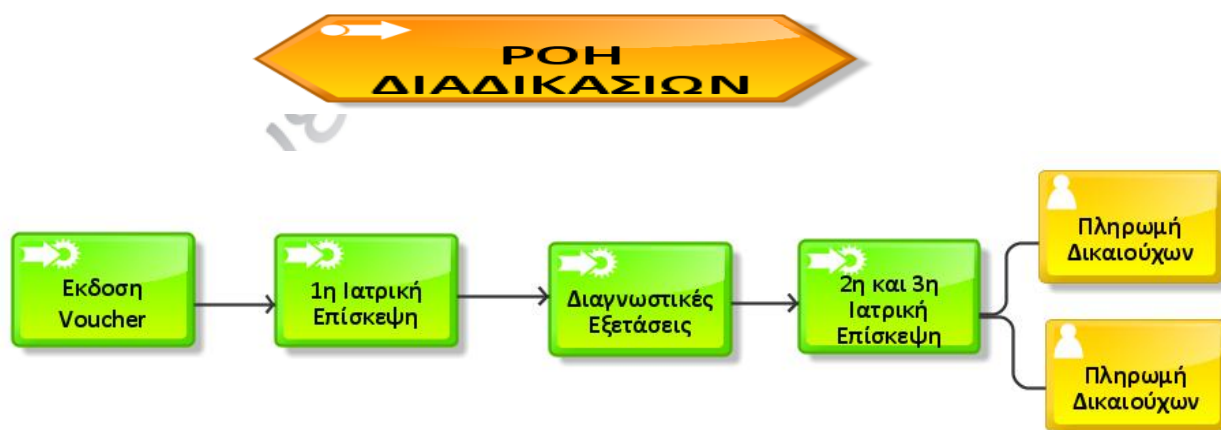 ΡΟΗ
ΔΙΑΔΙΚΑΣΙΩΝ
Εκδοση
Voucher
1η Ιατρική
Επίσκεψη
Διαγνωστικές
Εξετάσεις
2η και 3η
Ιατρική
Επίσκεψη
Πληρωμή
Δικαιούχων
Πληρωμή
Δικαιούχων